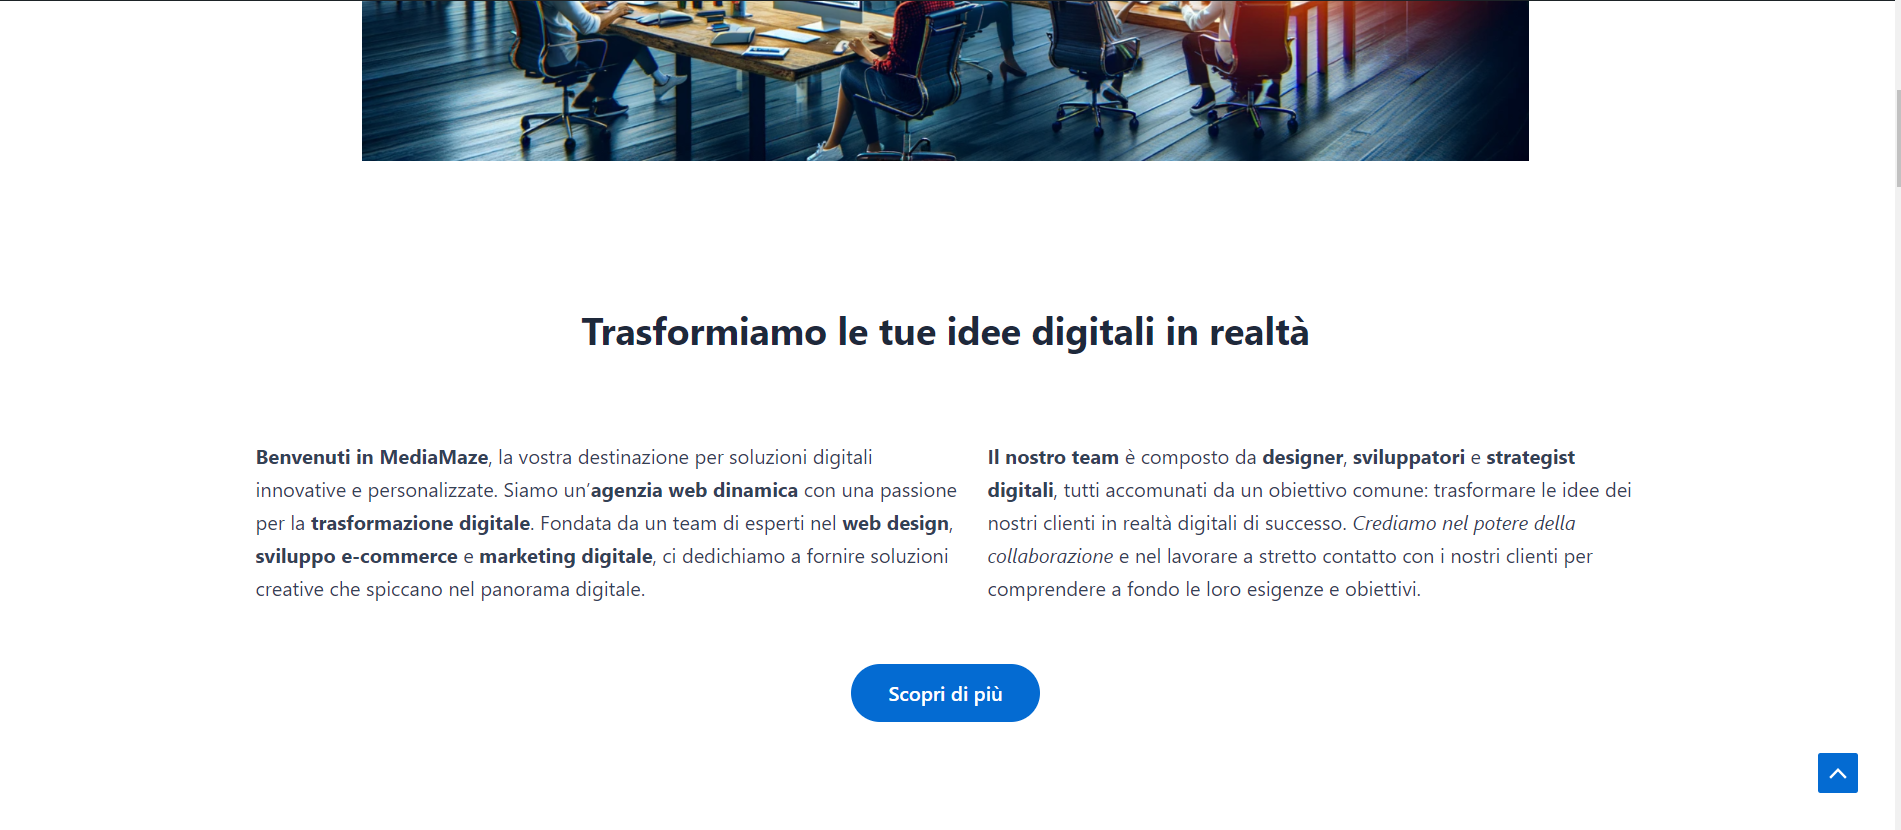 Trasformiamo le tue idee digitali in realtà
Benvenuti in MediaMaze, la vostra destinazione per soluzioni digitali
innovative e personalizzate. Siamo un’agenzia web dinamica con una passione
per la trasformazione digitale. Fondata da un team di esperti nel web design,
sviluppo e-commerce e marketing digitale, ci dedichiamo a fornire soluzioni
creative che spiccano nel panorama digitale.
Il nostro team è composto da designer, sviluppatori e strategist
digitali, tutti accomunati da un obiettivo comune: trasformare le idee dei
nostri clienti in realtà digitali di successo. Crediamo nel potere della
collaborazione e nel lavorare a stretto contatto con i nostri clienti per
comprendere a fondo le loro esigenze e obiettivi.
Scopri di più